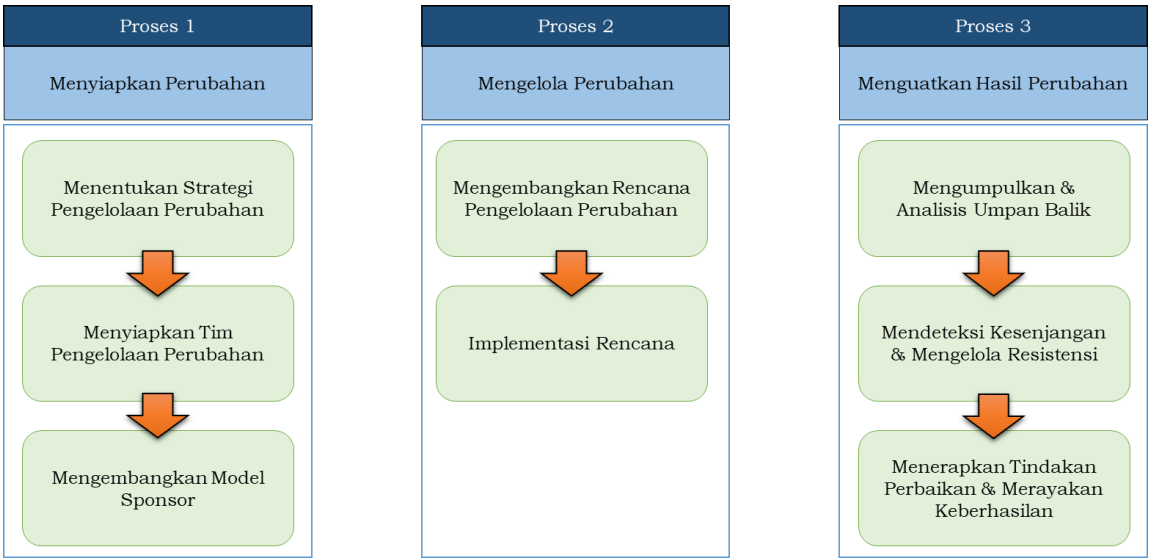 Proses 1
Menyiapkan Perubahan
Menentukan Strategi
Pengelolaan Perubahan
Menyiapkan Tim
Pengelolaan Perubahan
Mengembangkan Model
Sponsor
Proses 2
Mengelola Perubahan
Mengembangkan Rencana
Pengelolaan Perubahan
Implementasi Rencana
Proses 3
Menguatkan Hasil Perubahan
Mengumpulkan &
Analisis Umpan Balik
Mendeteksi Kesenjangan
& Mengelola Resistensi
Menerapkan Tindakan
Perbaikan & Merayakan
Keberhasilan